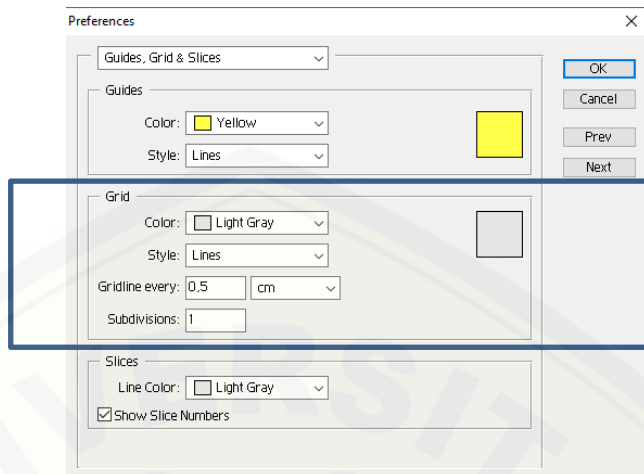 Preferences
Guides, Grid & Slices
OK
Cancel
Prev
Next
Guides
Color: Yellow
Style: Lines
Grid
Color: Light Gray
Style: Lines
Gridline every: 0,5 cm
Subdivisions: 1
Slices
Line Color: Light Gray
Show Slice Numbers